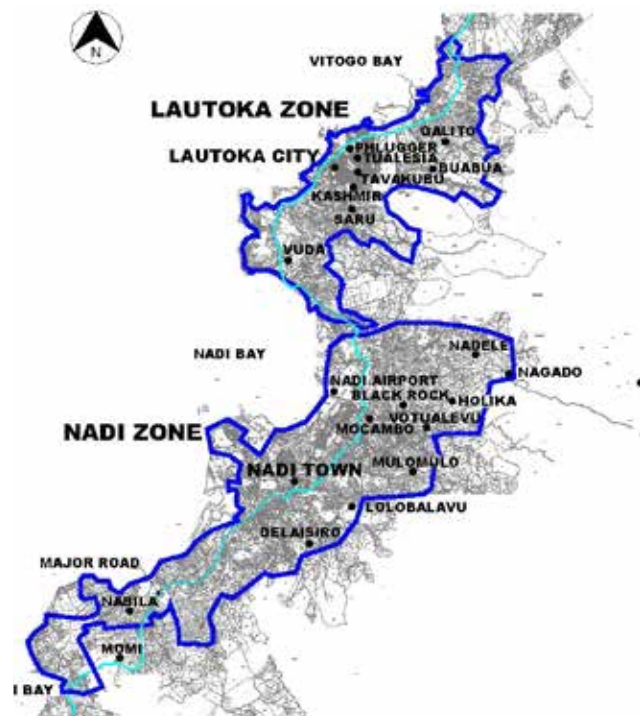 N
VITOGO BAY
LAUTOKA ZONE
QALITO
PHLUGGER
LAUTOKA CITY
TUALESIA
BUABUA
TAVAKUBU
KASHMIR
SARU
VUDA
NADI BAY
NADELE
NAGADO
NADI AIRPORT
BLACK ROCK
HOLIKA
NADI ZONE
MOCAMBO
VOTUALEVU
NADI TOWN
MULOMULO
LOLOBALAVU
DELAISIRO
MAJOR ROAD
NABILA
MOMI
I BAY